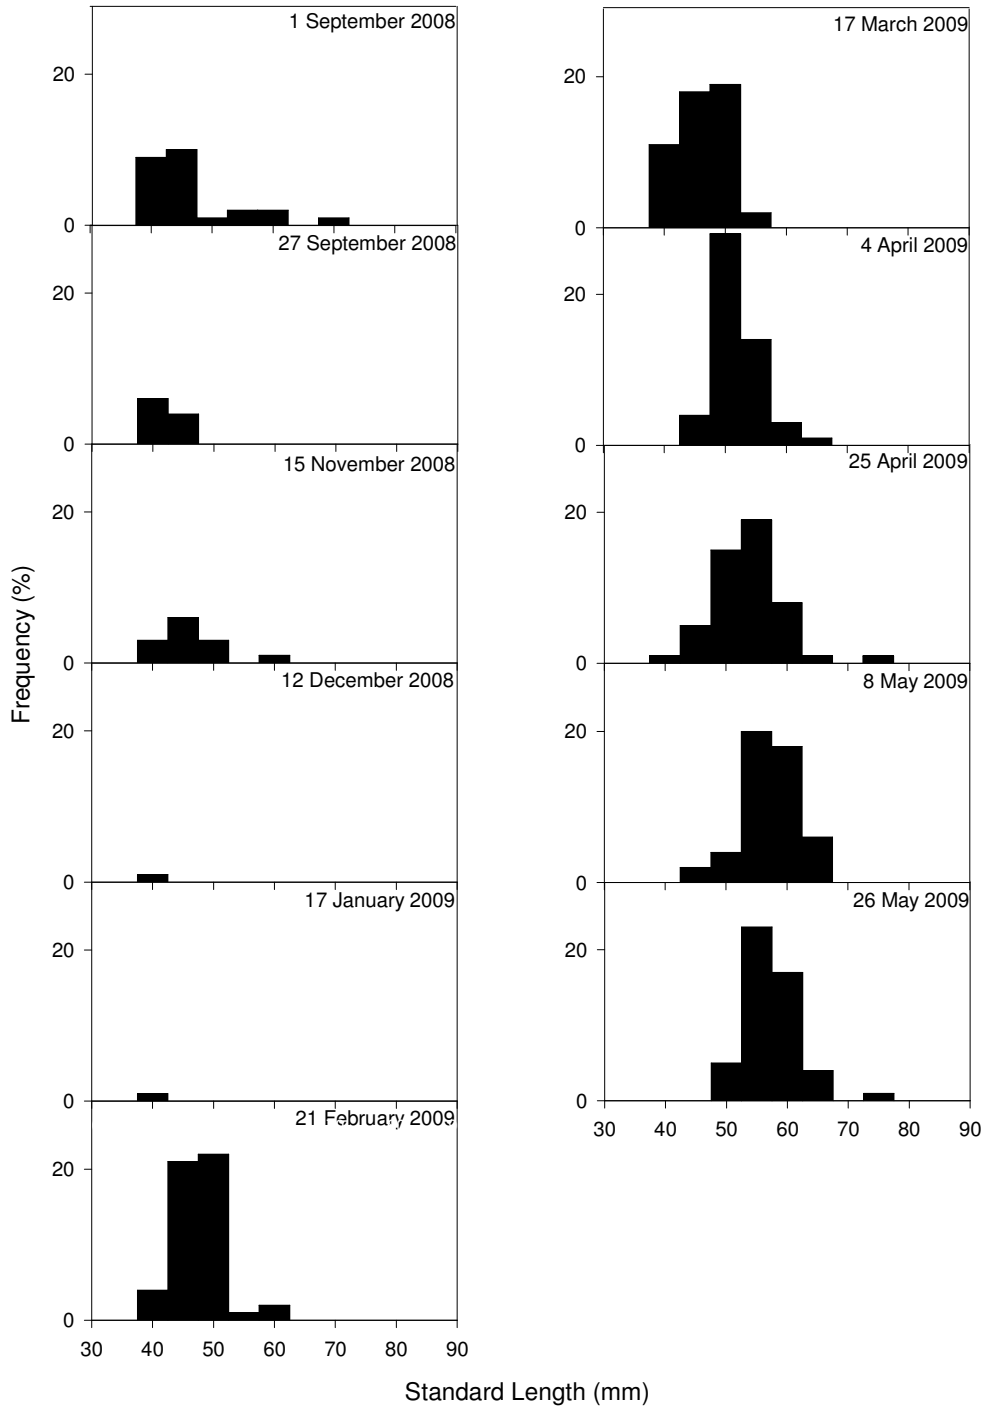 1 September 2008
20
0
27 September 2008
20
0
15 November 2008
20
0
12 December 2008
20
0
17 January 2009
20
0
21 February 2009
20
0
30 40 50 60 70 80 90
17 March 2009
20
0
4 April 2009
20
0
25 April 2009
20
0
8 May 2009
20
0
26 May 2009
20
0
30 40 50 60 70 80 90
Frequency (%)
Standard Length (mm)